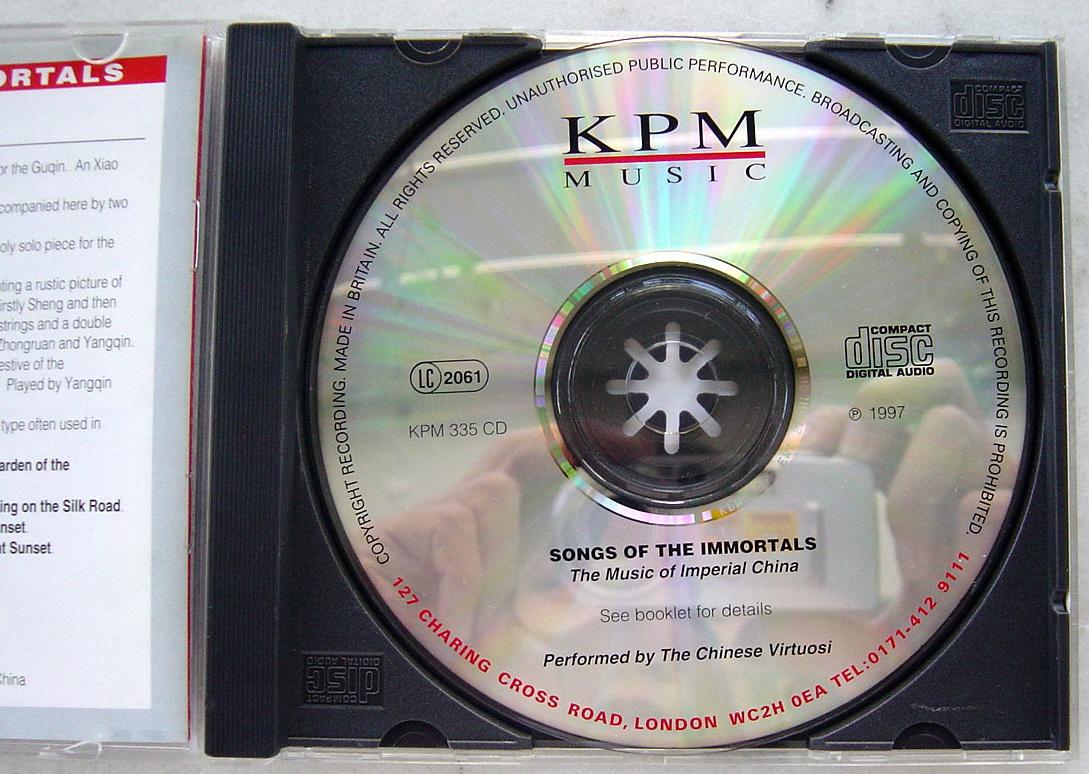 ORTALS
or the Guqin. An Xiao
companied here by two
oly solo piece for the
ting a rustic picture of
irstly Sheng and then
strings and a double
Zhongruan and Yangqin.
estive of the
Played by Yangqin
type often used in
arden of the
ing on the Silk Road.
nset.
t Sunset.
China
COPYRIGHT RECORDING. MADE IN BRITAIN. ALL RIGHTS RESERVED. UNAUTHORISED PUBLIC PERFORMANCE. BROADCASTING AND COPYING OF THIS RECORDING IS PROHIBITED.
KPM
MUSIC
LC 2061
KPM 335 CD
COMPACT
disc
DIGITAL AUDIO
℗ 1997
SONGS OF THE IMMORTALS
The Music of Imperial China
See booklet for details
Performed by The Chinese Virtuosi
127 CHARING CROSS ROAD, LONDON WC2H 0EA TEL:0171-412 9111
COMPACT
disc
DIGITAL AUDIO
COMPACT
disc
DIGITAL AUDIO